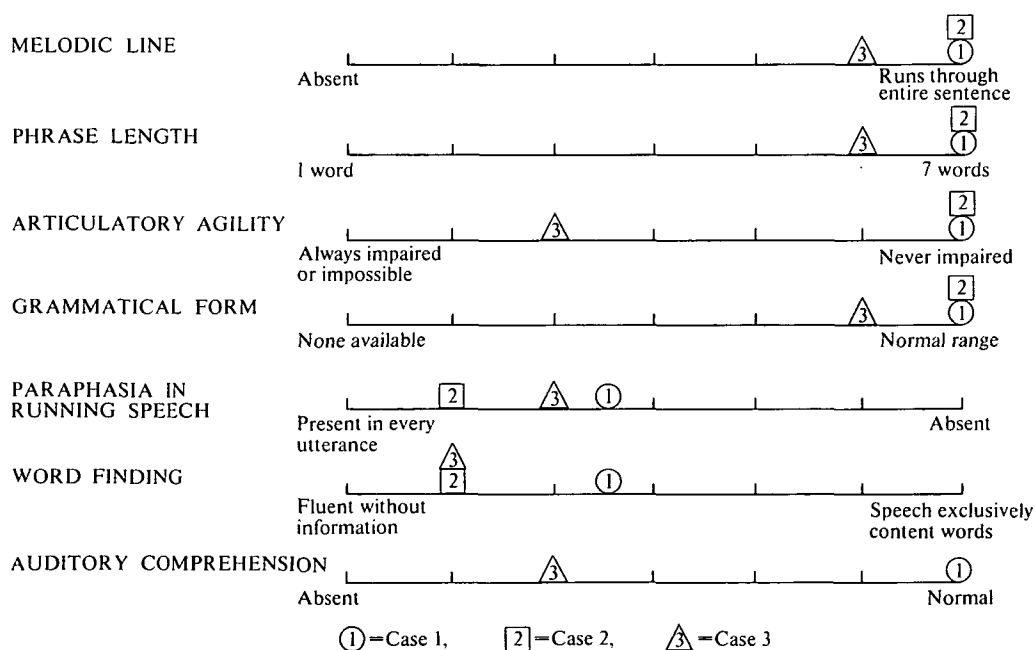 MELODIC LINE
2
3 1
Absent
Runs through
entire sentence
PHRASE LENGTH
2
3 1
1 word
7 words
ARTICULATORY AGILITY
2
3 1
Always impaired
or impossible
Never impaired
GRAMMATICAL FORM
2
3 1
None available
Normal range
PARAPHASIA IN
RUNNING SPEECH
2 3 1
Present in every
utterance
Absent
WORD FINDING
3
2 1
Fluent without
information
Speech exclusively
content words
AUDITORY COMPREHENSION
3 1
Absent
Normal
1 =Case 1, 2 =Case 2, 3 =Case 3